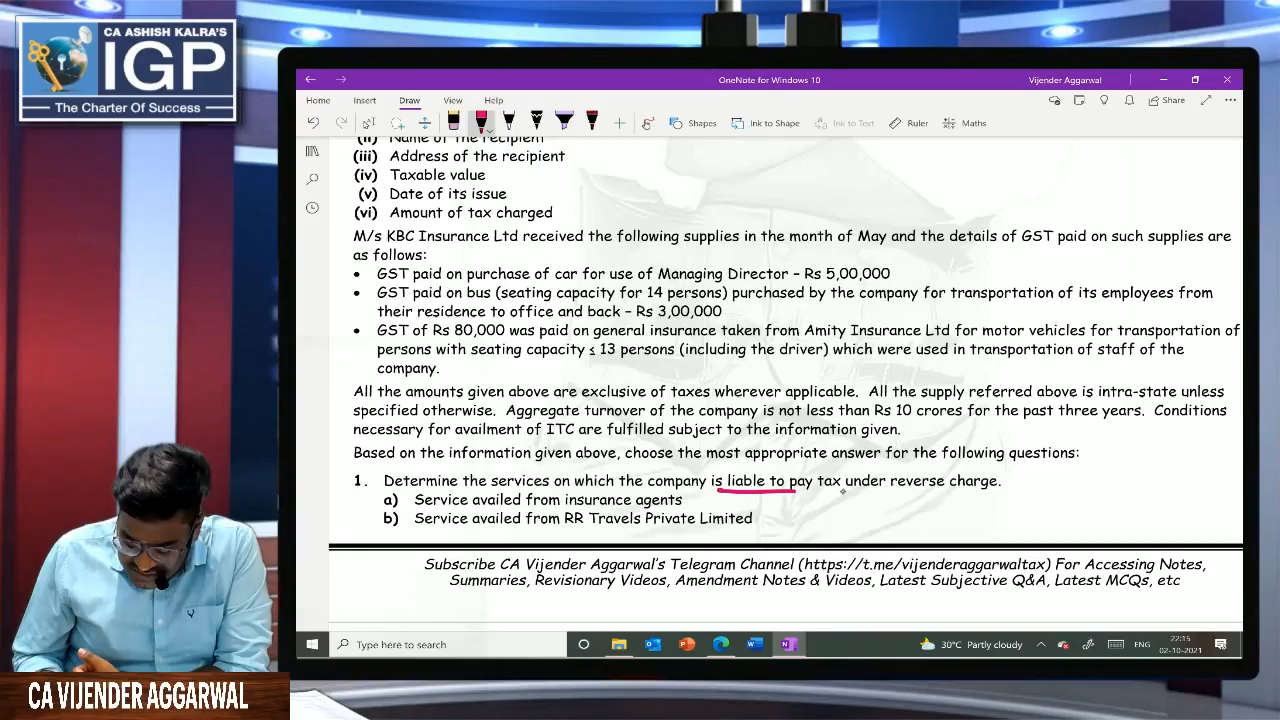 CA ASHISH KALRA'S
IGP
The Charter Of Success
OneNote for Windows 10
Vijender Aggarwal
Home Insert Draw View Help
Share
Shapes Ink to Shape Ink to Text Ruler Maths
(ii) Name of the recipient
(iii) Address of the recipient
(iv) Taxable value
(v) Date of its issue
(vi) Amount of tax charged
M/s KBC Insurance Ltd received the following supplies in the month of May and the details of GST paid on such supplies are
as follows:
• GST paid on purchase of car for use of Managing Director – Rs 5,00,000
• GST paid on bus (seating capacity for 14 persons) purchased by the company for transportation of its employees from
their residence to office and back – Rs 3,00,000
• GST of Rs 80,000 was paid on general insurance taken from Amity Insurance Ltd for motor vehicles for transportation of
persons with seating capacity ≤ 13 persons (including the driver) which were used in transportation of staff of the
company.
All the amounts given above are exclusive of taxes wherever applicable. All the supply referred above is intra-state unless
specified otherwise. Aggregate turnover of the company is not less than Rs 10 crores for the past three years. Conditions
necessary for availment of ITC are fulfilled subject to the information given.
Based on the information given above, choose the most appropriate answer for the following questions:
1. Determine the services on which the company is liable to pay tax under reverse charge.
a) Service availed from insurance agents
b) Service availed from RR Travels Private Limited
Subscribe CA Vijender Aggarwal's Telegram Channel (https://t.me/vijenderaggarwaltax) For Accessing Notes,
Summaries, Revisionary Videos, Amendment Notes & Videos, Latest Subjective Q&A, Latest MCQs, etc
Type here to search
30°C Partly cloudy
ENG
22:15
02-10-2021
CA VIJENDER AGGARWAL